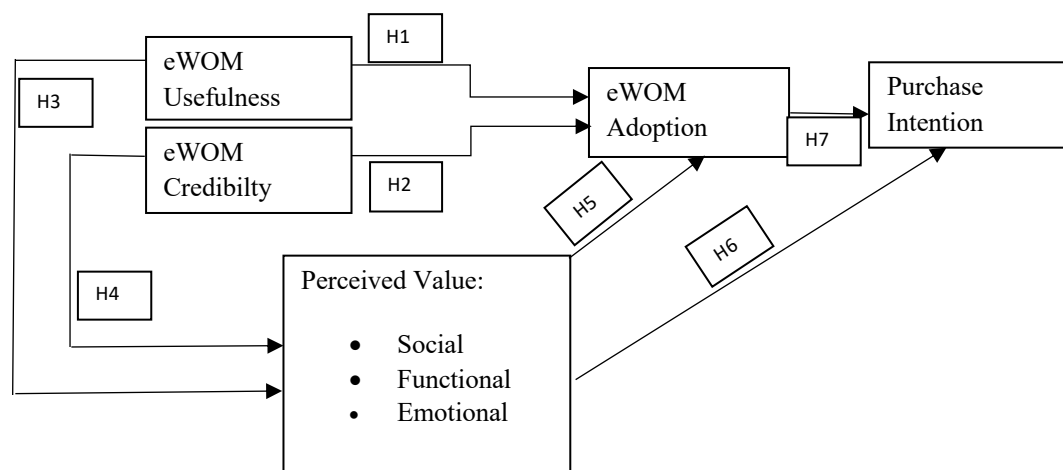 H1
eWOM
Usefulness
H3
eWOM
Adoption
Purchase
Intention
H7
eWOM
Credibilty
H2
H5
H6
H4
Perceived Value:
• Social
• Functional
• Emotional